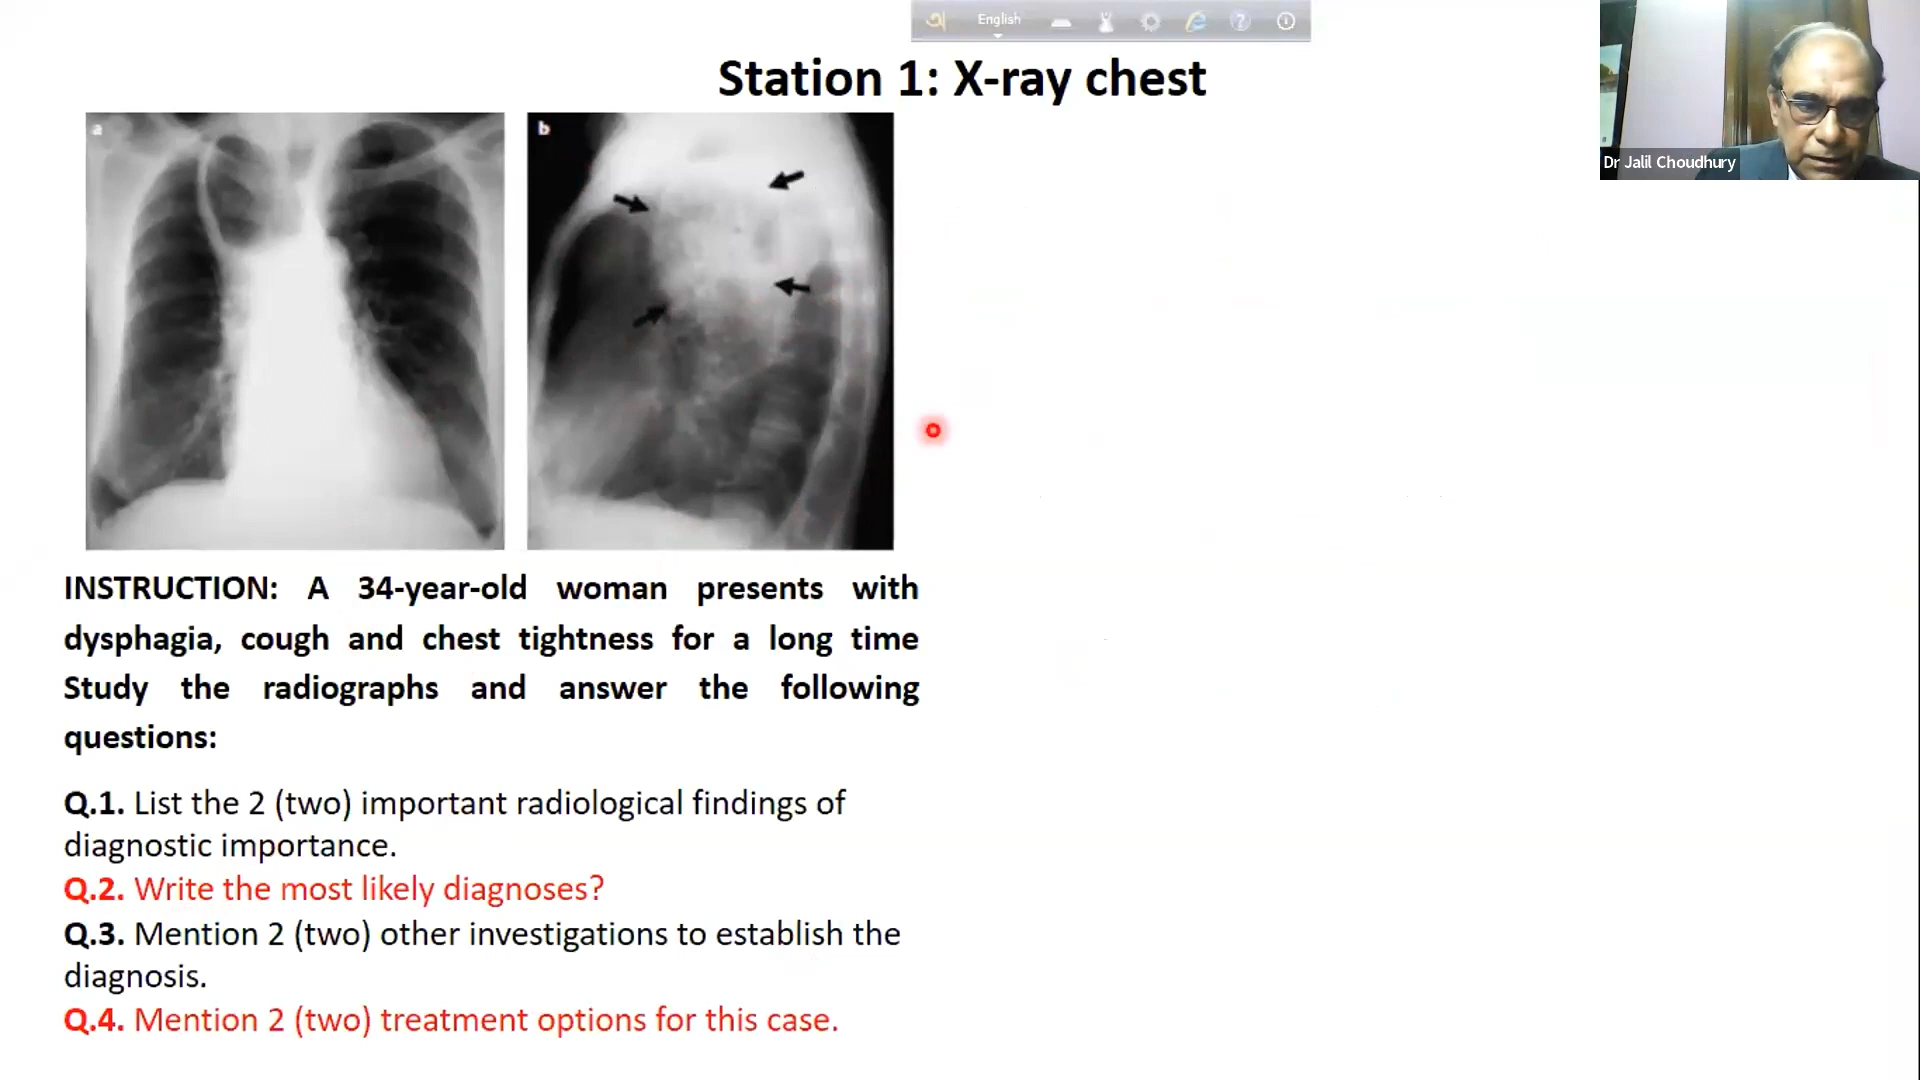 অ English
Station 1: X-ray chest
a
b
Dr Jalil Choudhury
INSTRUCTION: A 34-year-old woman presents with
dysphagia, cough and chest tightness for a long time
Study the radiographs and answer the following
questions:
Q.1. List the 2 (two) important radiological findings of
diagnostic importance.
Q.2. Write the most likely diagnoses?
Q.3. Mention 2 (two) other investigations to establish the
diagnosis.
Q.4. Mention 2 (two) treatment options for this case.